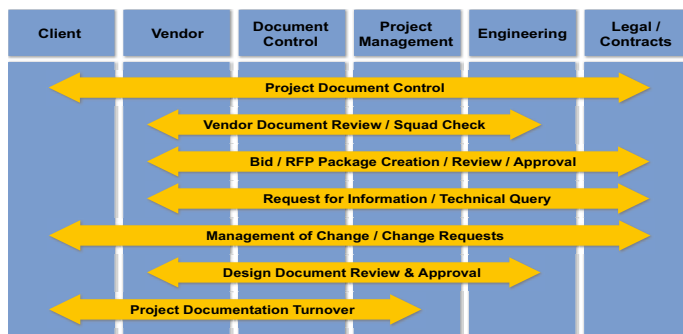 Client
Vendor
Document
Control
Project
Management
Engineering
Legal /
Contracts
Project Document Control
Vendor Document Review / Squad Check
Bid / RFP Package Creation / Review / Approval
Request for Information / Technical Query
Management of Change / Change Requests
Design Document Review & Approval
Project Documentation Turnover